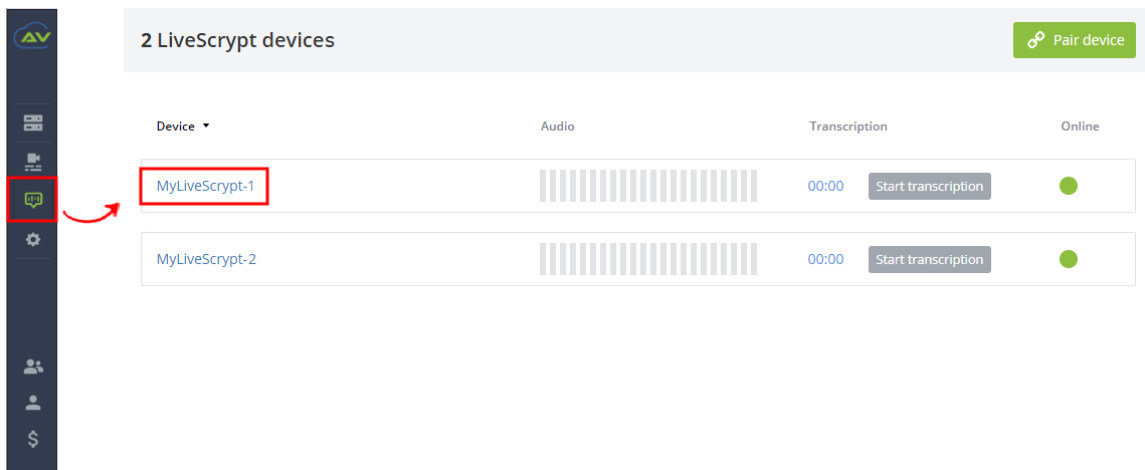 AV
2 LiveScrypt devices
Pair device
Device Audio Transcription Online
MyLiveScrypt-1 00:00 Start transcription
MyLiveScrypt-2 00:00 Start transcription
$